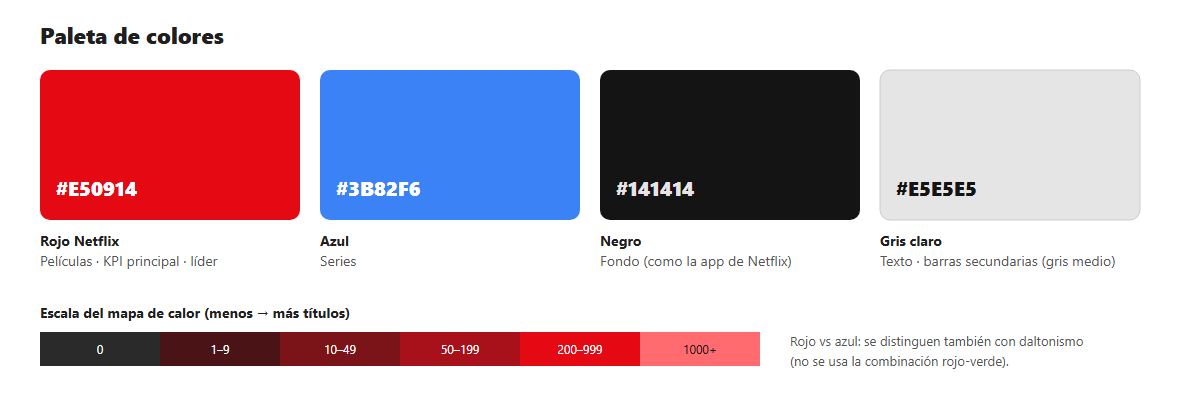 Paleta de colores
#E50914
#3B82F6
#141414
#E5E5E5
Rojo Netflix
Películas · KPI principal · líder
Azul
Series
Negro
Fondo (como la app de Netflix)
Gris claro
Texto · barras secundarias (gris medio)
Escala del mapa de calor (menos → más títulos)
0
1–9
10–49
50–199
200–999
1000+
Rojo vs azul: se distinguen también con daltonismo
(no se usa la combinación rojo-verde).